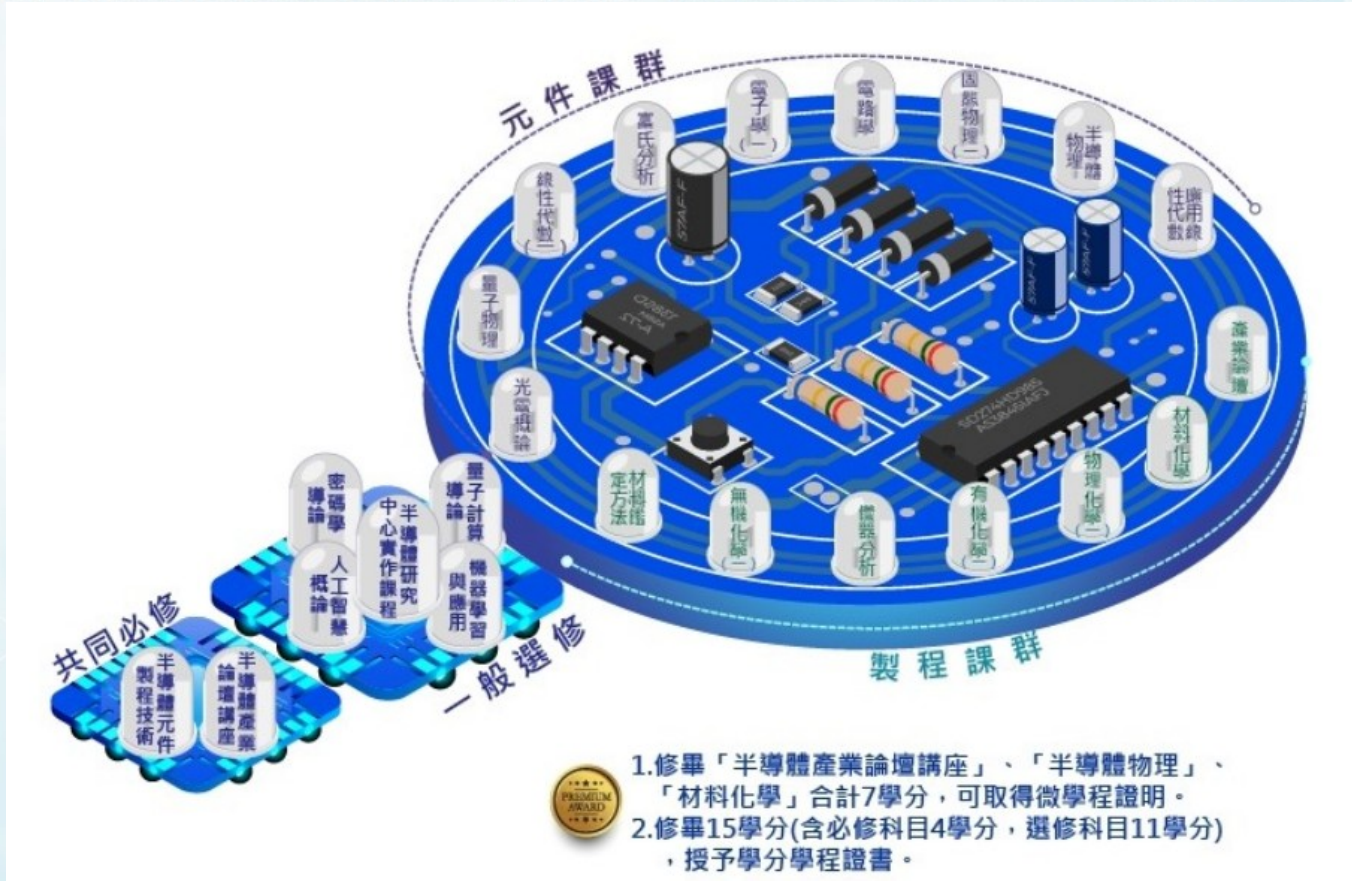 元件課群
光電概論
量子物理
線性代數(二)
富氏分析
電子學(一)
電路學
固態物理(一)
半導體物理
應用線性代數
57AF-F
57AF-F
57AF-F
SO274HD985
AS3846IAFJ
產業論壇
材料化學
物理化學(一)
有機化學(一)
儀器分析
無機化學(一)
材料鑑定方法
製程課群
密碼學導論
量子計算導論
半導體研究中心實作課程
人工智慧概論
機器學習與應用
一般選修
共同必修
半導體元件製程技術
半導體產業論壇講座
PREMIUM
AWARD
1.修畢「半導體產業論壇講座」、「半導體物理」、
「材料化學」合計7學分，可取得微學程證明。
2.修畢15學分(含必修科目4學分，選修科目11學分)
，授予學分學程證書。